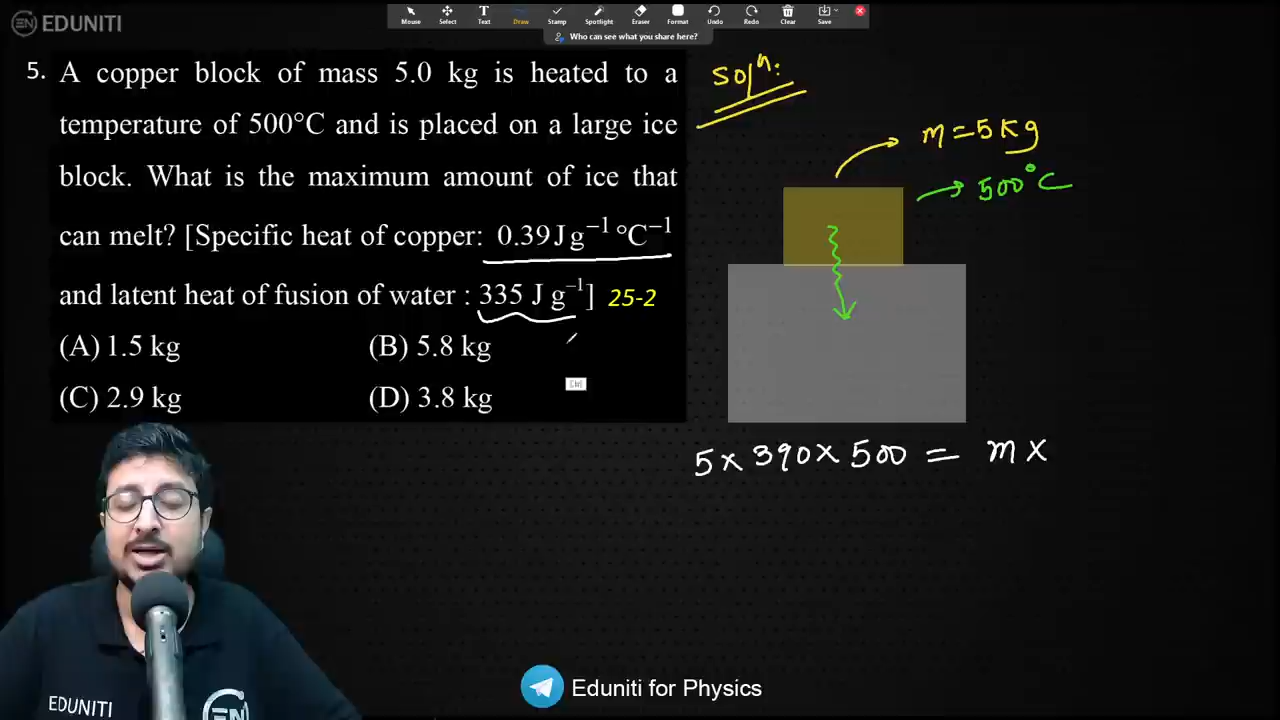 EDUNITI
Mouse Select Text Draw Stamp Spotlight Eraser Format Undo Redo Clear Save
Who can see what you share here?
5. A copper block of mass 5.0 kg is heated to a
temperature of 500°C and is placed on a large ice
block. What is the maximum amount of ice that
can melt? [Specific heat of copper: 0.39 J g⁻¹ °C⁻¹
and latent heat of fusion of water : 335 J g⁻¹] 25-2
(A) 1.5 kg (B) 5.8 kg
(C) 2.9 kg (D) 3.8 kg
Solⁿ:
m = 5 Kg
500°C
5 × 390 × 500 = m ×
EDUNITI
EN
Eduniti for Physics